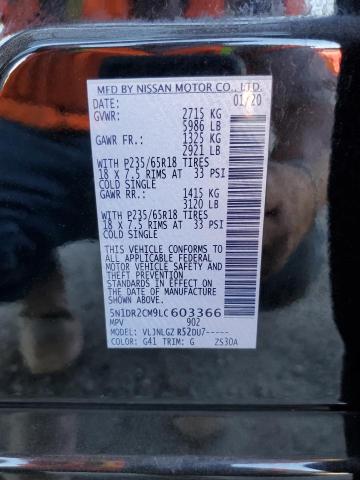 MFD BY NISSAN MOTOR CO., LTD.
DATE: 01/20
GVWR: 2715 KG
5986 LB
GAWR FR.: 1325 KG
2921 LB
WITH P235/65R18 TIRES
18 X 7.5 RIMS AT 33 PSI
COLD SINGLE
GAWR RR.: 1415 KG
3120 LB
WITH P235/65R18 TIRES
18 X 7.5 RIMS AT 33 PSI
COLD SINGLE
THIS VEHICLE CONFORMS TO
ALL APPLICABLE FEDERAL
MOTOR VEHICLE SAFETY AND
THEFT PREVENTION
STANDARDS IN EFFECT ON
THE DATE OF MANUFACTURE
SHOWN ABOVE.
5N1DR2CM9LC603366
MPV 902
MODEL: VLJNLGZ R52DU7-----
COLOR: G41 TRIM: G ZS3DA